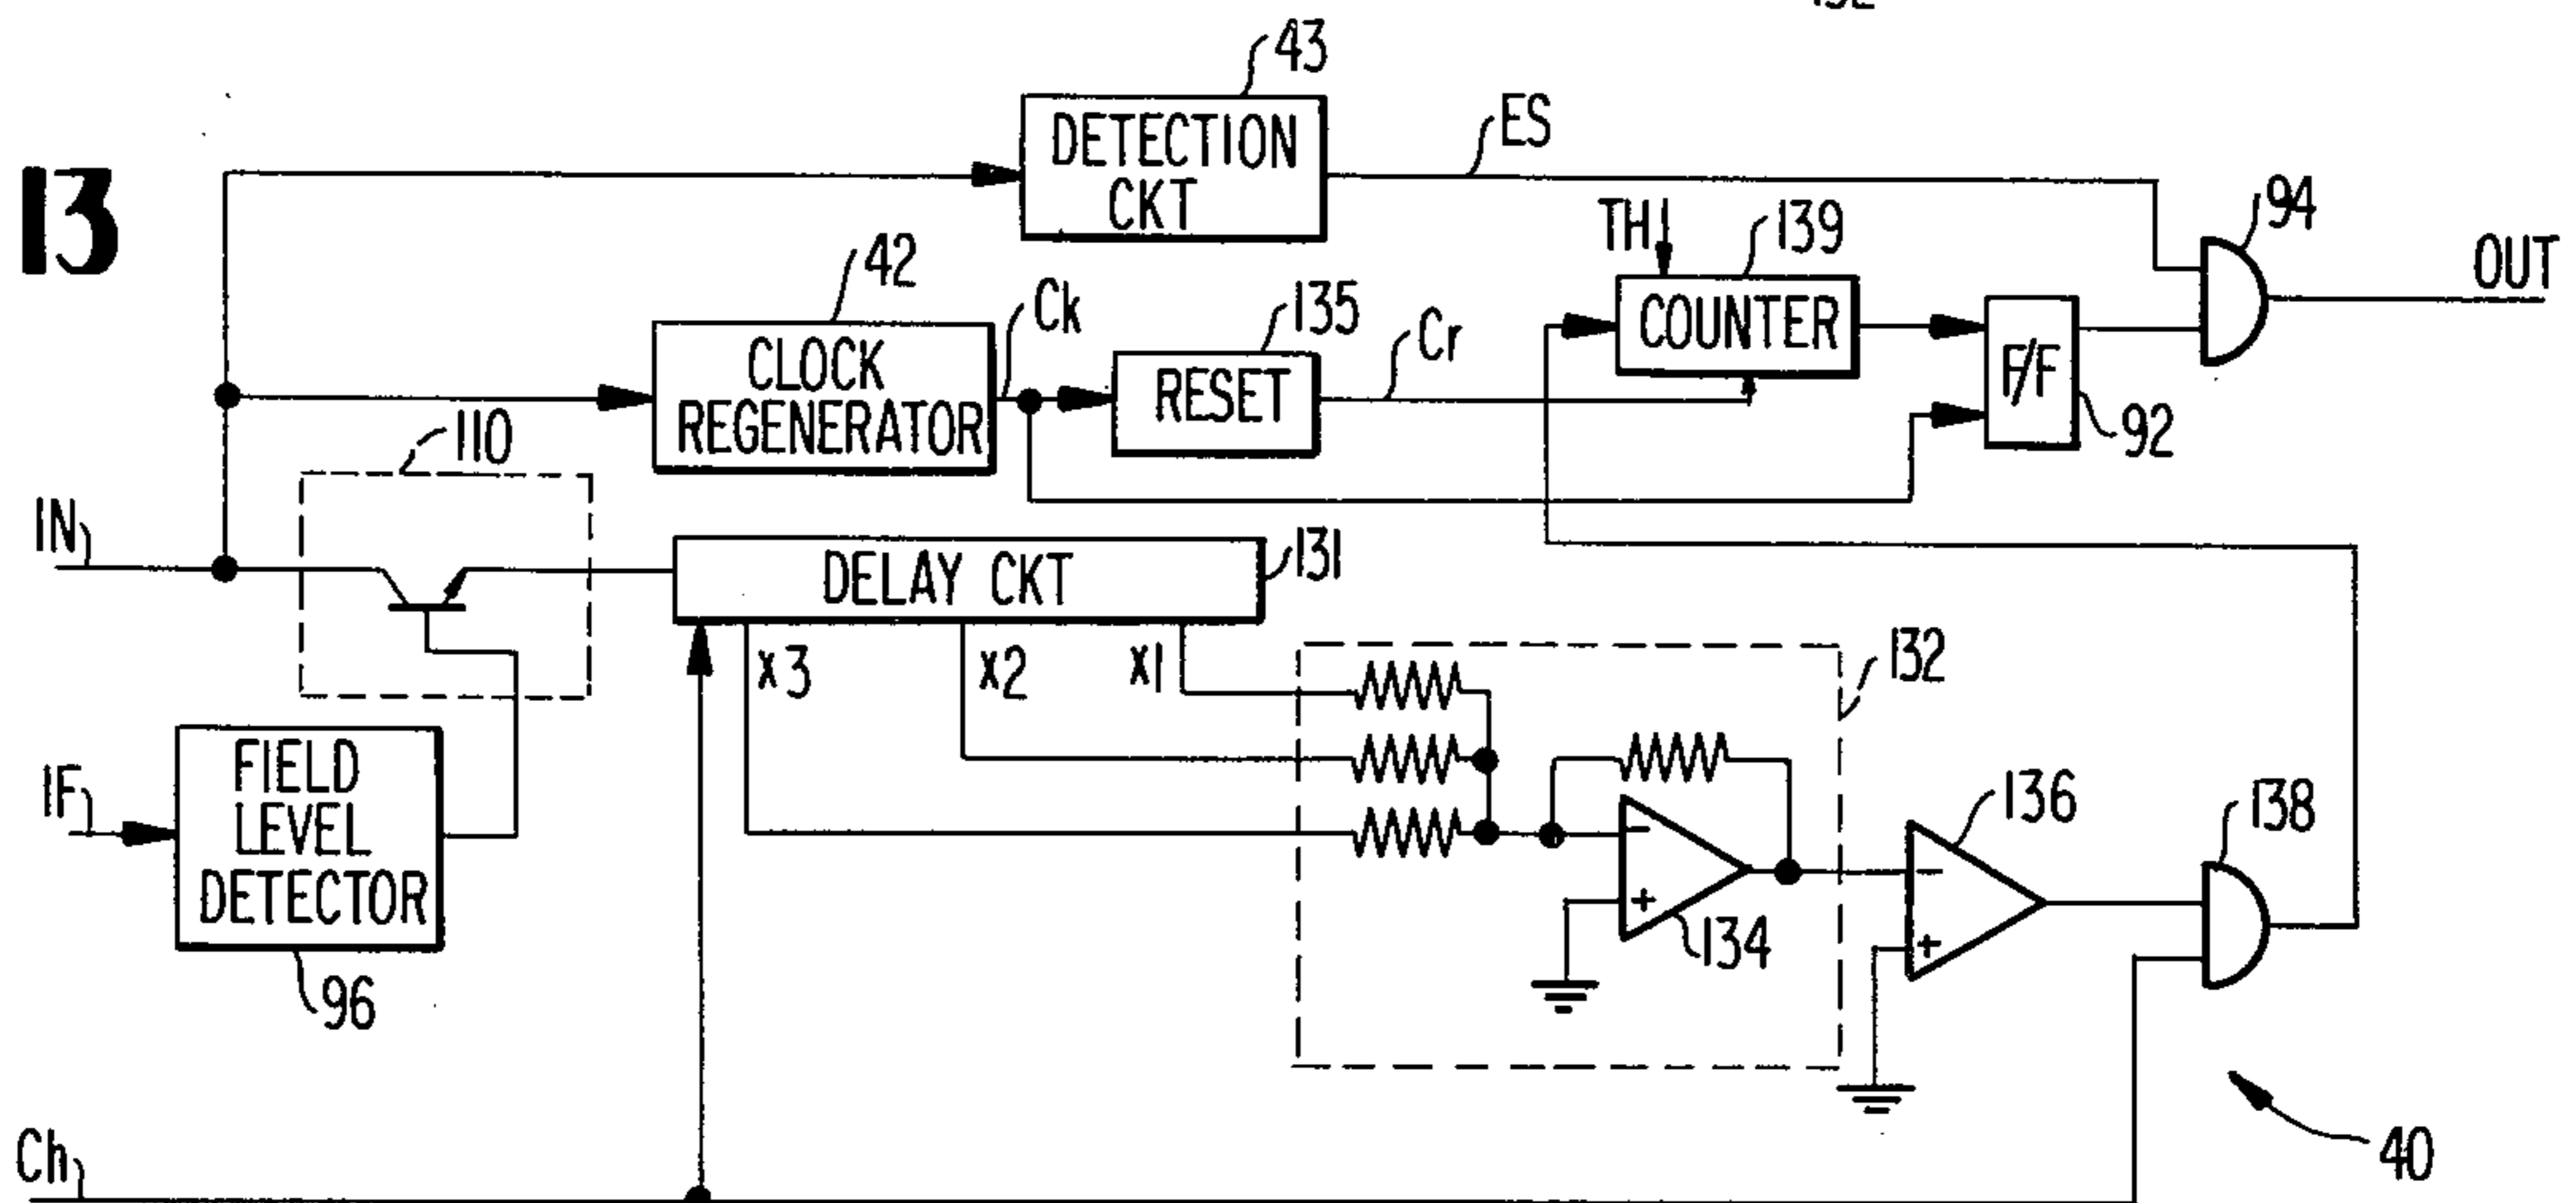 13
43
DETECTION
CKT
ES
94
OUT
TH
139
COUNTER
42
CLOCK
REGENERATOR
Ck
135
RESET
Cr
F/F
92
110
IN
DELAY CKT
131
x3
x2
x1
132
IF
FIELD
LEVEL
DETECTOR
96
−
+
134
136
−
+
138
40
Ch